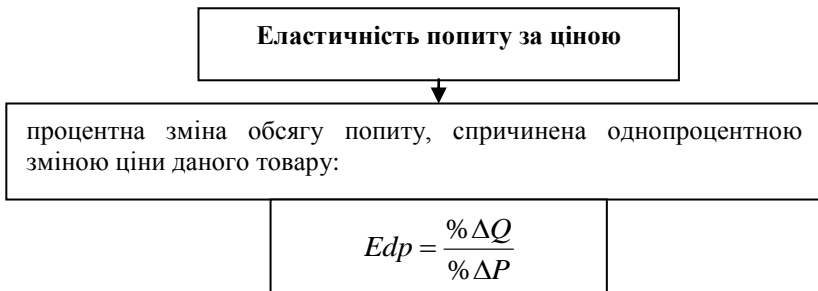 Еластичність попиту за ціною
процентна зміна обсягу попиту, спричинена однопроцентною
зміною ціни даного товару:
Edp = %ΔQ / %ΔP